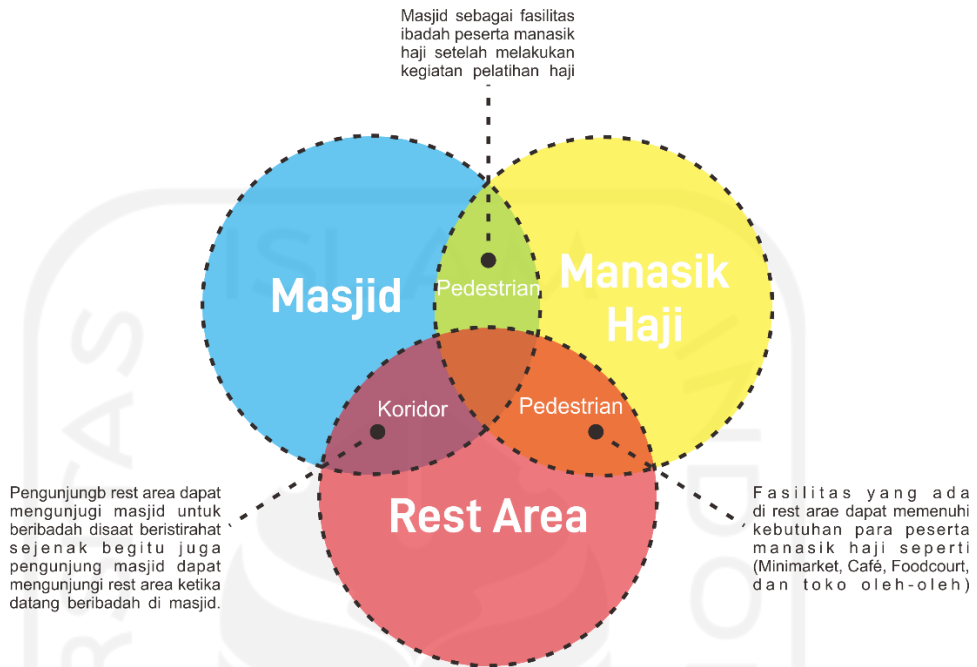 Masjid sebagai fasilitas
ibadah peserta manasik
haji setelah melakukan
kegiatan pelatihan haji
Masjid
Pedestrian
Manasik
Haji
Koridor
Pedestrian
Rest Area
Pengunjungb rest area dapat
mengunjugi masjid untuk
beribadah disaat beristirahat
sejenak begitu juga
pengunjung masjid dapat
mengunjungi rest area ketika
datang beribadah di masjid.
Fasilitas yang ada
di rest arae dapat memenuhi
kebutuhan para peserta
manasik haji seperti
(Minimarket, Café, Foodcourt,
dan toko oleh-oleh)
ISLAM